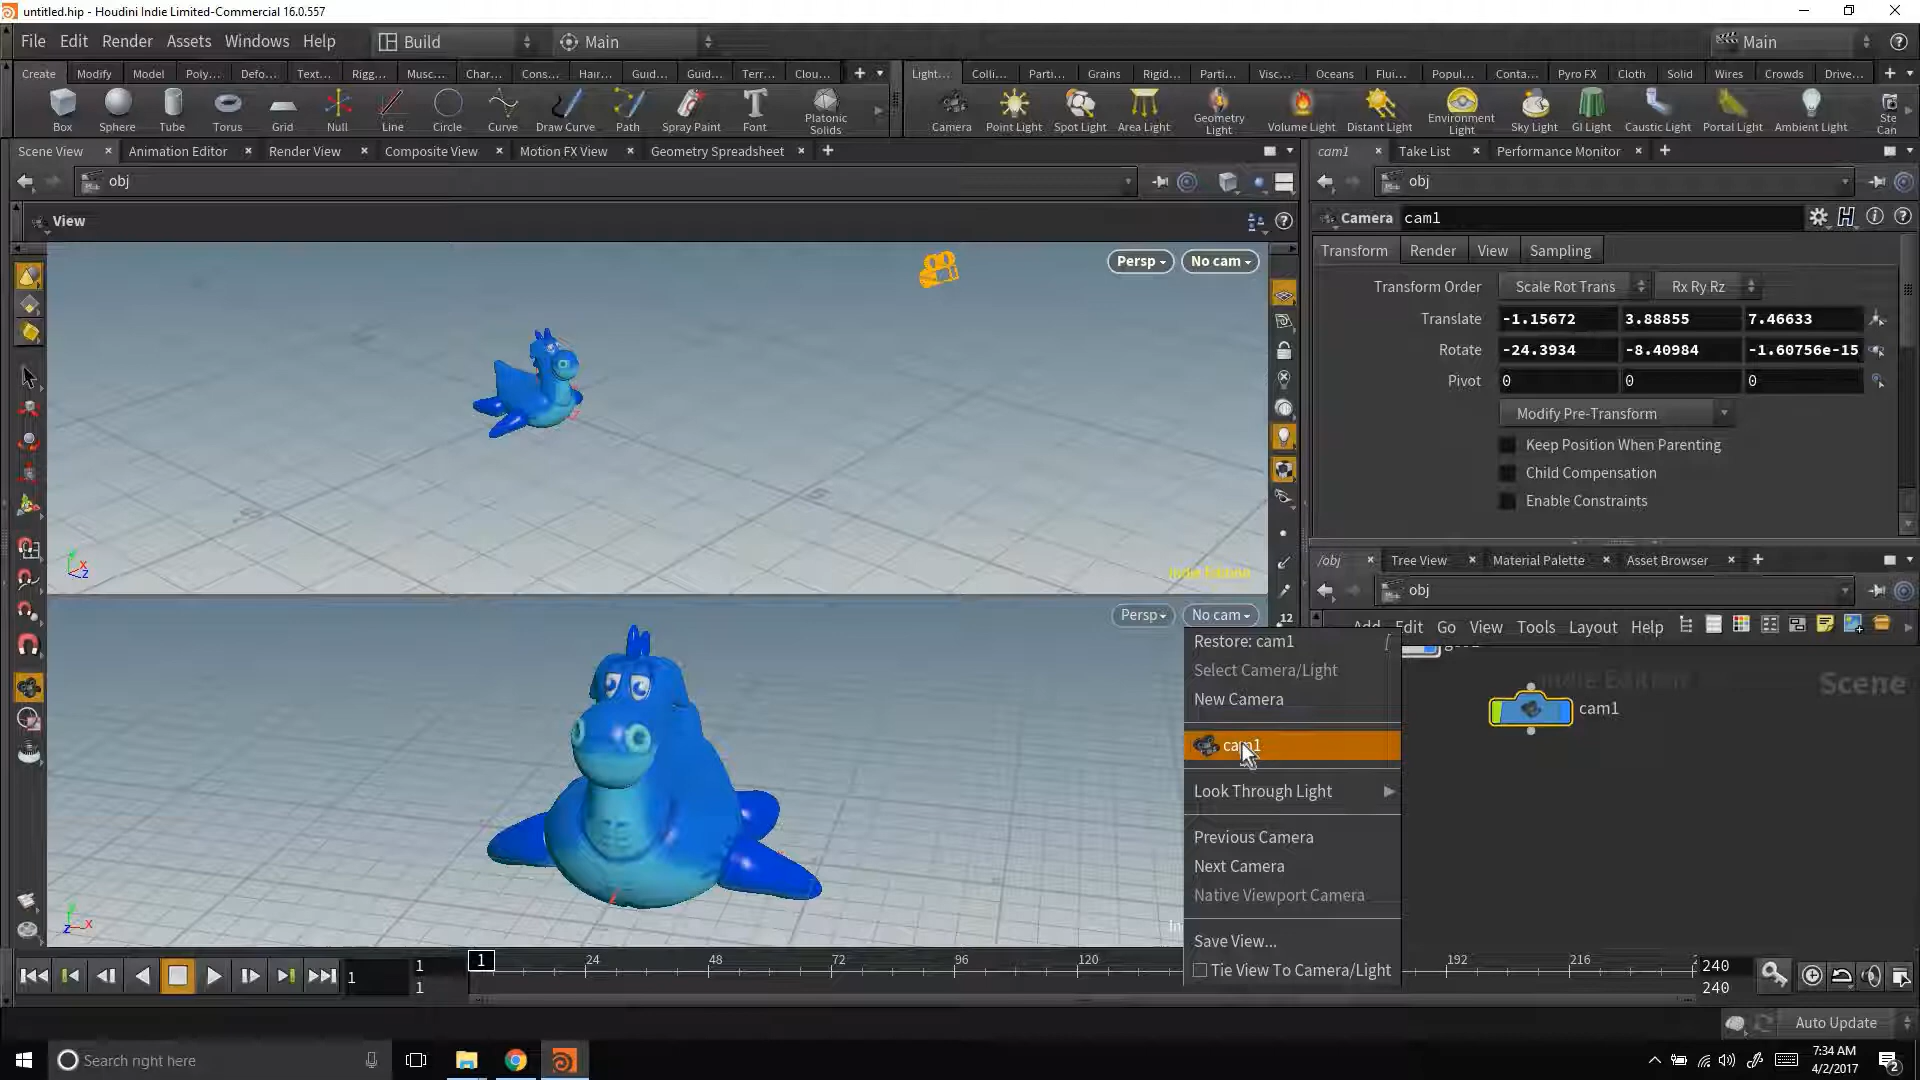 untitled.hip - Houdini Indie Limited-Commercial 16.0.557
File Edit Render Assets Windows Help Build Main Main
Create Modify Model Poly... Defo... Text... Rigg... Musc... Char... Cons... Hair... Guid... Guid... Terr... Clou...
Light... Colli... Parti... Grains Rigid... Parti... Visc... Oceans Flui... Popul... Conta... Pyro FX Cloth Solid Wires Crowds Drive...
Box Sphere Tube Torus Grid Null Line Circle Curve Draw Curve Path Spray Paint Font Platonic Solids
Camera Point Light Spot Light Area Light Geometry Light Volume Light Distant Light Environment Light Sky Light GI Light Caustic Light Portal Light Ambient Light Ste Can
Scene View Animation Editor Render View Composite View Motion FX View Geometry Spreadsheet
cam1 Take List Performance Monitor
obj
obj
View
Camera cam1
Transform Render View Sampling
Persp No cam
Transform Order Scale Rot Trans Rx Ry Rz
Translate -1.15672 3.88855 7.46633
Rotate -24.3934 -8.40984 -1.60756e-15
Pivot 0 0 0
Modify Pre-Transform
Keep Position When Parenting
Child Compensation
Enable Constraints
Indie Edition
/obj Tree View Material Palette Asset Browser
obj
Add Edit Go View Tools Layout Help
Persp No cam
12
Restore: cam1
Select Camera/Light
New Camera
cam1
Look Through Light
Previous Camera
Next Camera
Native Viewport Camera
Save View...
Tie View To Camera/Light
Indie Edition
Scene
cam1
In
1
1
1
1 24 48 72 96 120 192 216
240
240
Auto Update
Search right here
7:34 AM
4/2/2017
2